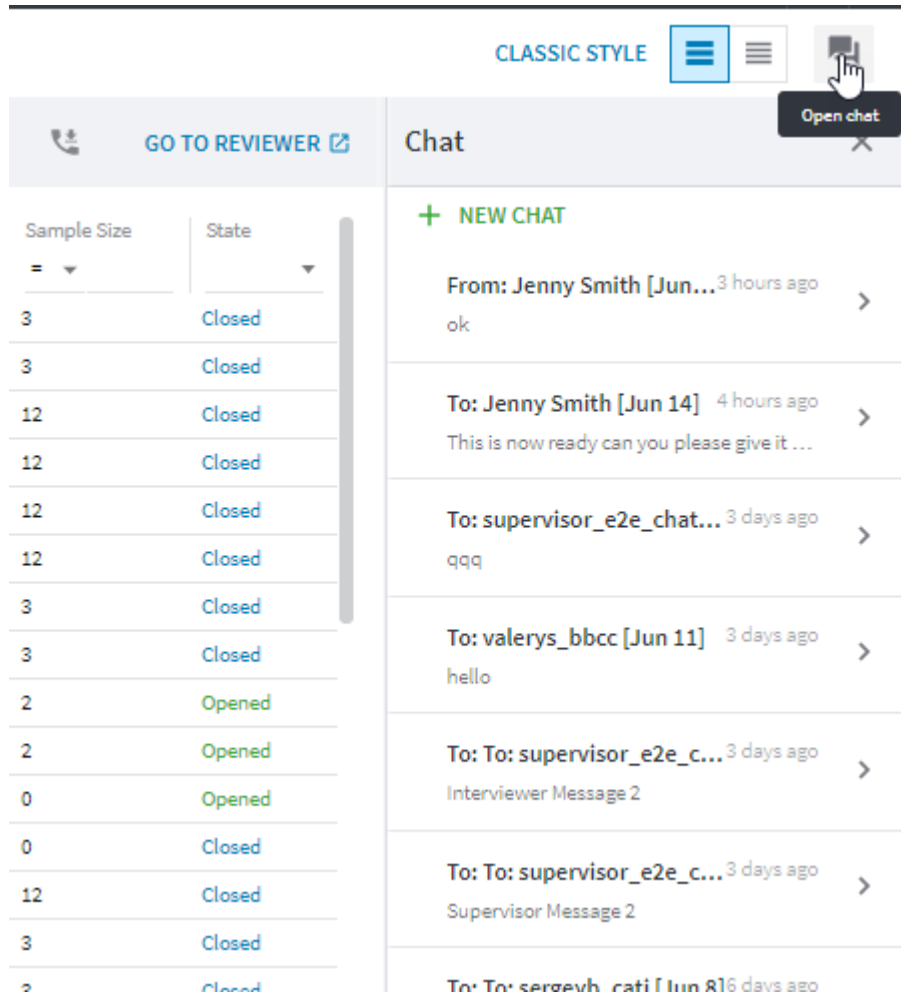 CLASSIC STYLE
Open chat
GO TO REVIEWER
Sample Size State
=
3 Closed
3 Closed
12 Closed
12 Closed
12 Closed
12 Closed
3 Closed
3 Closed
2 Opened
2 Opened
0 Opened
0 Closed
12 Closed
3 Closed
3 Closed
Chat
+ NEW CHAT
From: Jenny Smith [Jun... 3 hours ago
ok
To: Jenny Smith [Jun 14] 4 hours ago
This is now ready can you please give it ...
To: supervisor_e2e_chat... 3 days ago
qqq
To: valerys_bbcc [Jun 11] 3 days ago
hello
To: To: supervisor_e2e_c... 3 days ago
Interviewer Message 2
To: To: supervisor_e2e_c... 3 days ago
Supervisor Message 2
To: To: sergeyb_cati [Jun 8] 6 days ago